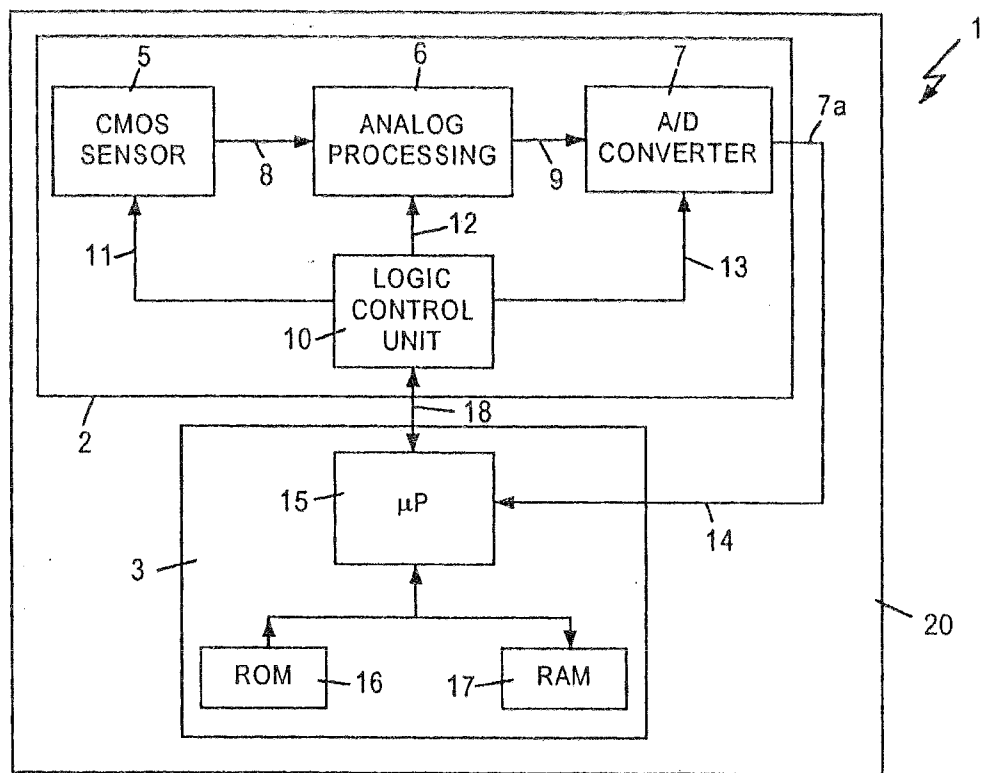 1
5
6
7
7a
CMOS
SENSOR
ANALOG
PROCESSING
A/D
CONVERTER
8
9
11
12
13
LOGIC
CONTROL
UNIT
10
2
18
15
μP
14
3
20
ROM
16
17
RAM